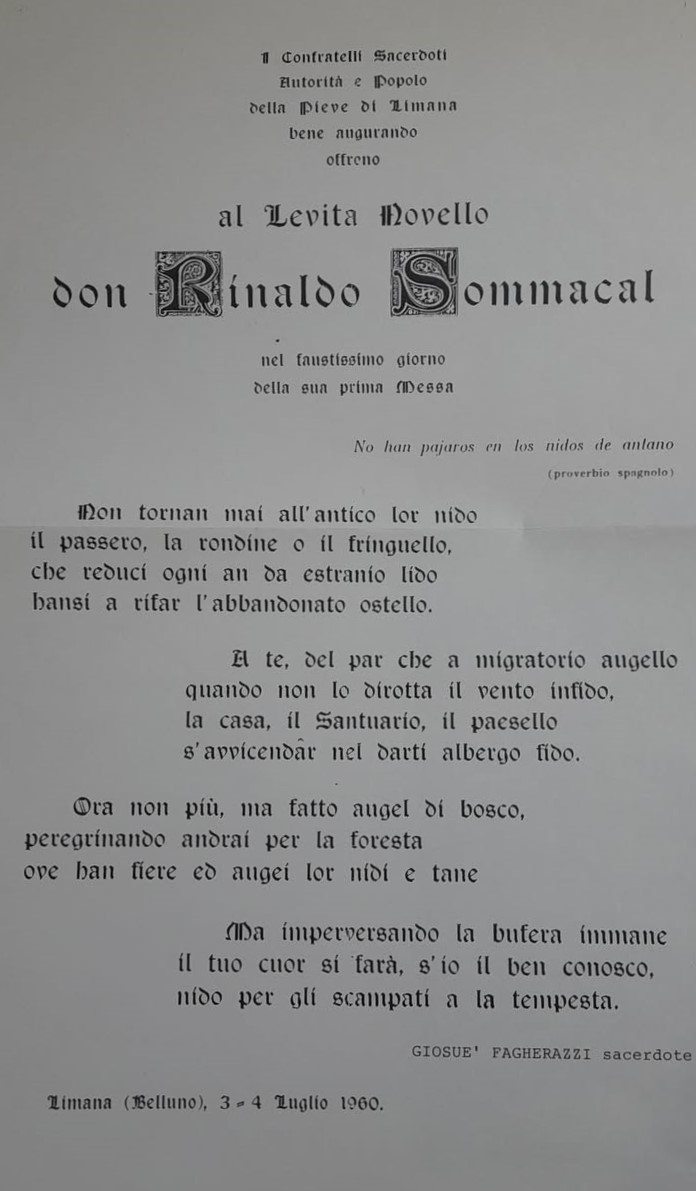 I Confratelli Sacerdoti
Autorità e Popolo
della Pieve di Limana
bene augurando
offrono
al Levita Novello
don Rinaldo Sommacal
nel faustissimo giorno
della sua prima Messa
No han pajaros en los nidos de antano
(proverbio spagnolo)
Non tornan mai all'antico lor nido
il passero, la rondine o il fringuello,
che reduci ogni an da estranio lido
hansi a rifar l'abbandonato ostello.
A te, del par che a migratorio augello
quando non lo dirotta il vento infido,
la casa, il Santuario, il paesello
s'avvicendâr nel darti albergo fido.
Ora non più, ma fatto augel di bosco,
peregrinando andrai per la foresta
ove han fiere ed augei lor nidi e tane
Ma imperversando la bufera immane
il tuo cuor si farà, s'io il ben conosco,
nido per gli scampati a la tempesta.
GIOSUE' FAGHERAZZI sacerdote
Limana (Belluno), 3 - 4 Luglio 1960.